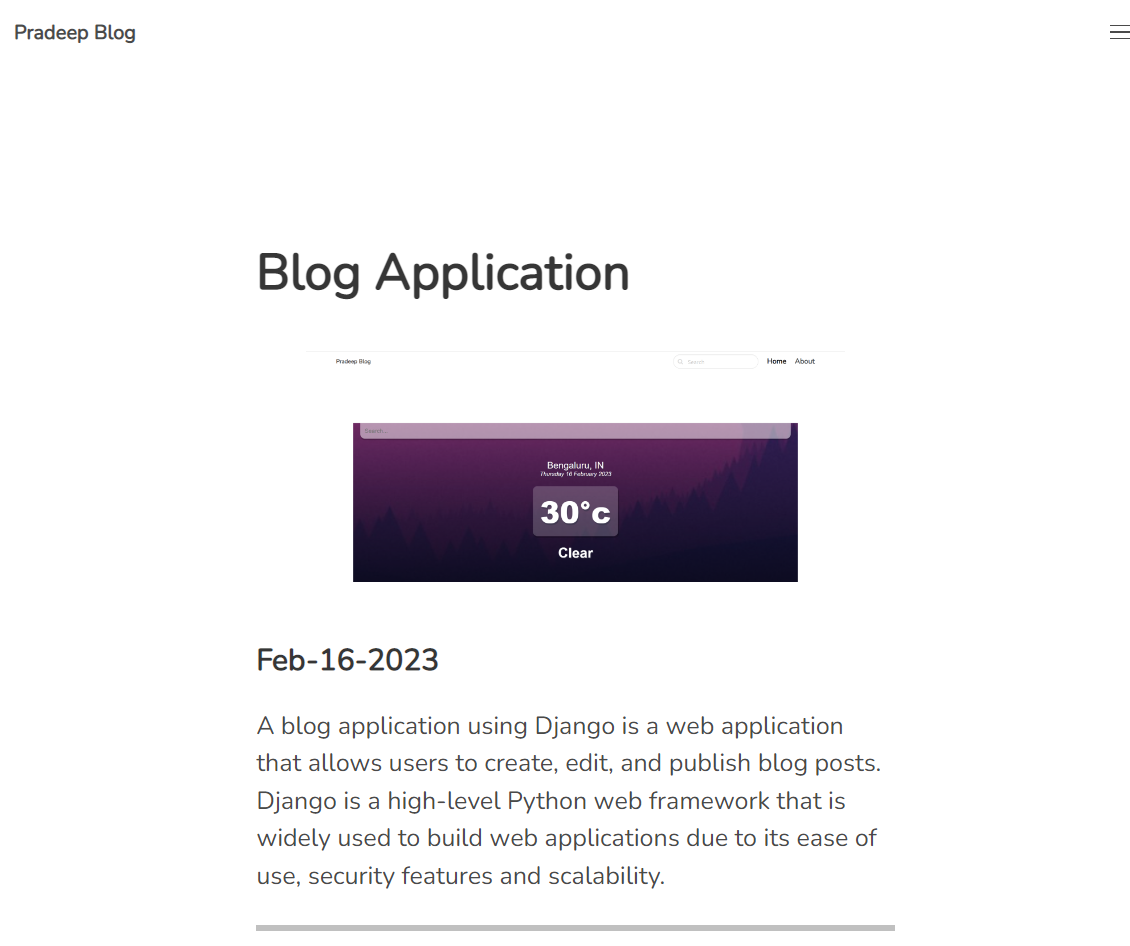 Pradeep Blog
Blog Application
Pradeep Blog
Search
Home
About
Search...
Bengaluru, IN
Thursday 16 February 2023
30°c
Clear
Feb-16-2023
A blog application using Django is a web application
that allows users to create, edit, and publish blog posts.
Django is a high-level Python web framework that is
widely used to build web applications due to its ease of
use, security features and scalability.